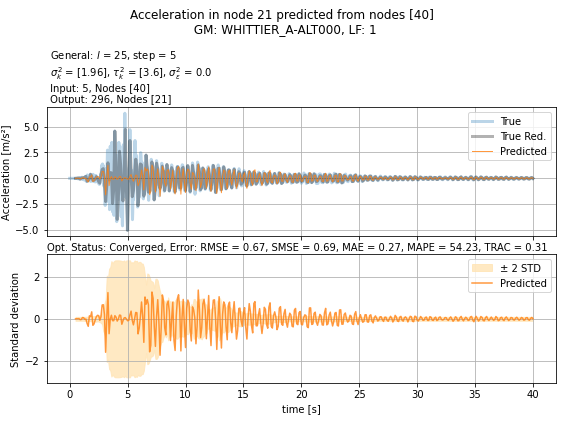 Acceleration in node 21 predicted from nodes [40]
GM: WHITTIER_A-ALT000, LF: 1
General: l = 25, step = 5
σ²ₖ = [1.96], τ²ₖ = [3.6], σ²ε = 0.0
Input: 5, Nodes [40]
Output: 296, Nodes [21]
Acceleration [m/s²]
5.0
2.5
0.0
−2.5
−5.0
True
True Red.
Predicted
Opt. Status: Converged, Error: RMSE = 0.67, SMSE = 0.69, MAE = 0.27, MAPE = 54.23, TRAC = 0.31
Standard deviation
2
0
−2
± 2 STD
Predicted
0 5 10 15 20 25 30 35 40
time [s]